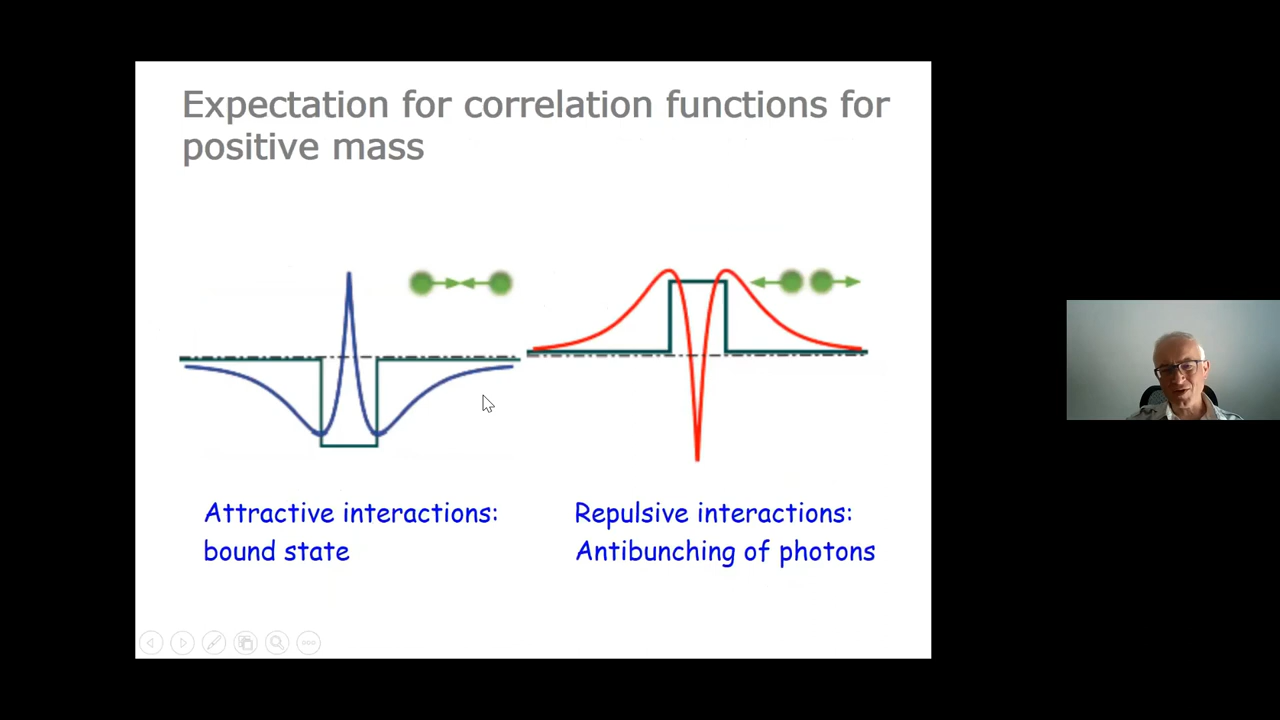 Expectation for correlation functions for
positive mass
Attractive interactions:
bound state
Repulsive interactions:
Antibunching of photons